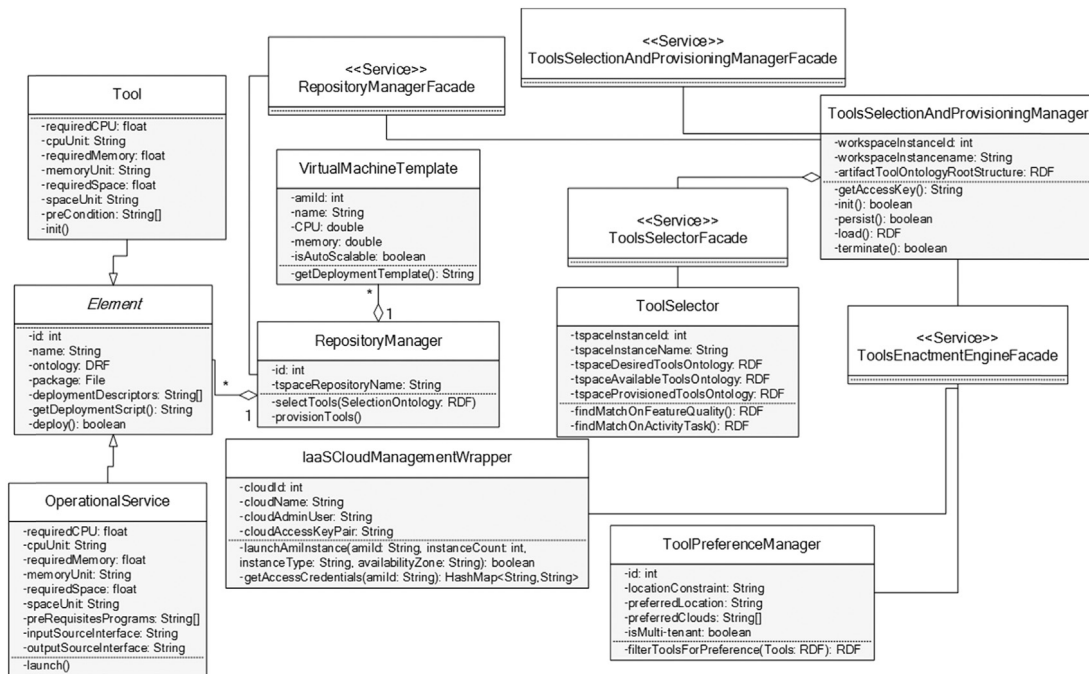 <<Service>>
ToolsSelectionAndProvisioningManagerFacade
<<Service>>
RepositoryManagerFacade
Tool
-requiredCPU: float
-cpuUnit: String
-requiredMemory: float
-memoryUnit: String
-requiredSpace: float
-spaceUnit: String
-preCondition: String[]
-init()
ToolsSelectionAndProvisioningManager
-workspaceInstanceId: int
-workspaceInstancename: String
-artifactToolOntologyRootStructure: RDF
-getAccessKey(): String
-init(): boolean
-persist(): boolean
-load(): RDF
-terminate(): boolean
VirtualMachineTemplate
-amiId: int
-name: String
-CPU: double
-memory: double
-isAutoScalable: boolean
-getDeploymentTemplate(): String
*
1
<<Service>>
ToolsSelectorFacade
Element
-id: int
-name: String
-ontology: DRF
-package: File
-deploymentDescriptors: String[]
-getDeploymentScript(): String
-deploy(): boolean
*
1
RepositoryManager
-id: int
-tspaceRepositoryName: String
-selectTools(SelectionOntology: RDF)
-provisionTools()
ToolSelector
-tspaceInstanceId: int
-tspaceInstanceName: String
-tspaceDesiredToolsOntology: RDF
-tspaceAvailableToolsOntology: RDF
-tspaceProvisionedToolsOntology: RDF
-findMatchOnFeatureQuality(): RDF
-findMatchOnActivityTask(): RDF
<<Service>>
ToolsEnactmentEngineFacade
IaaSCloudManagementWrapper
-cloudId: int
-cloudName: String
-cloudAdminUser: String
-cloudAccessKeyPair: String
-launchAmiInstance(amiId: String, instanceCount: int,
instanceType: String, availabilityZone: String): boolean
-getAccessCredentials(amiId: String): HashMap<String,String>
OperationalService
-requiredCPU: float
-cpuUnit: String
-requiredMemory: float
-memoryUnit: String
-requiredSpace: float
-spaceUnit: String
-preRequisitesPrograms: String[]
-inputSourceInterface: String
-outputSourceInterface: String
-launch()
ToolPreferenceManager
-id: int
-locationConstraint: String
-preferredLocation: String
-preferredClouds: String[]
-isMulti-tenant: boolean
-filterToolsForPreference(Tools: RDF): RDF